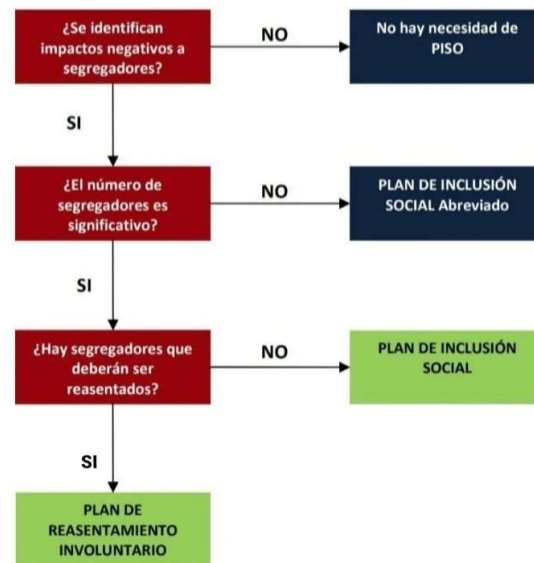 ¿Se identifican
impactos negativos a
segregadores?
NO
No hay necesidad de
PISO
SI
¿El número de
segregadores es
significativo?
NO
PLAN DE INCLUSIÓN
SOCIAL Abreviado
SI
¿Hay segregadores que
deberán ser
reasentados?
NO
PLAN DE INCLUSIÓN
SOCIAL
SI
PLAN DE
REASENTAMIENTO
INVOLUNTARIO